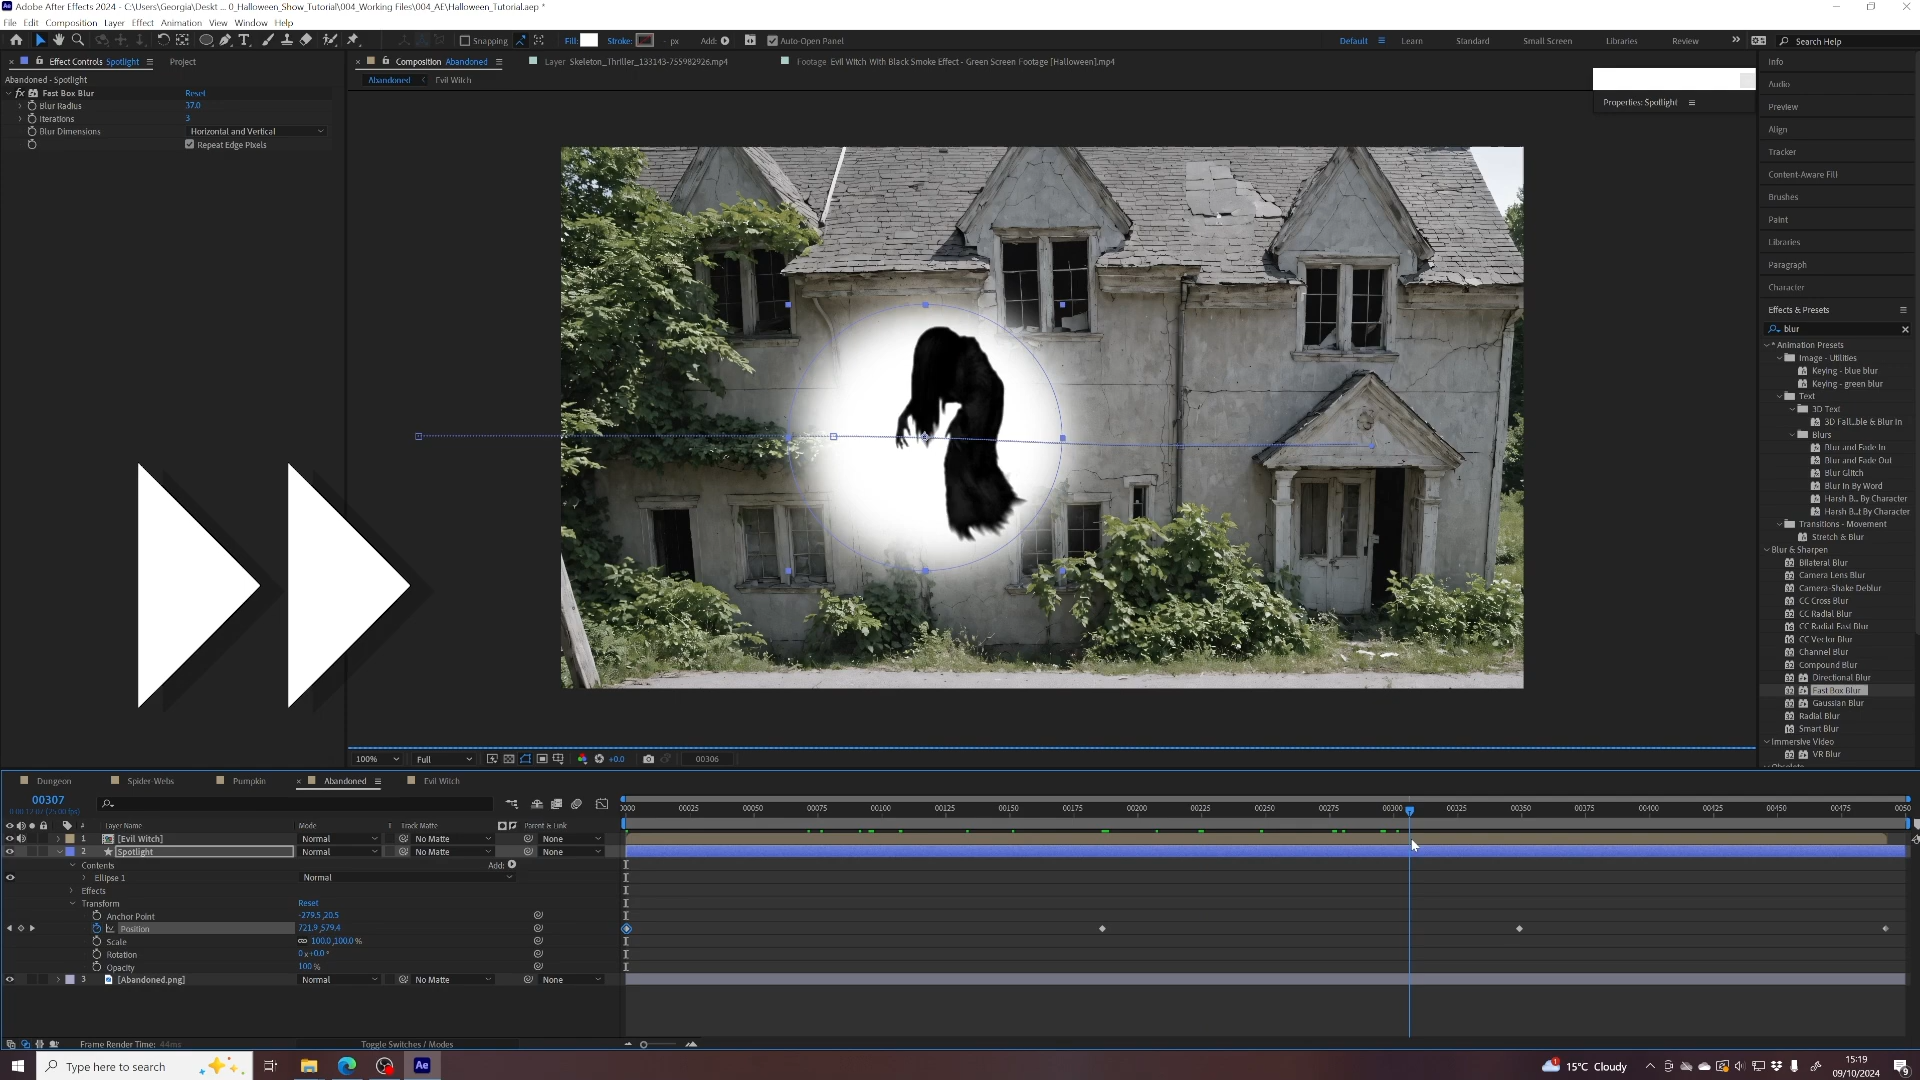 Adobe After Effects 2024 - C:\Users\Georgia\Deskt ... 0_Halloween_Show_Tutorial\004_Working Files\004_AE\Halloween_Tutorial.aep *
File Edit Composition Layer Effect Animation View Window Help
Snapping Fill: Stroke: - px Add: Auto-Open Panel Default Learn Standard Small Screen Libraries Review Search Help
Effect Controls Spotlight Project
Composition Abandoned Layer Skeleton_Thriller_133143-755982926.mp4 Footage Evil Witch With Black Smoke Effect - Green Screen Footage [Halloween].mp4
Abandoned Evil Witch
Abandoned - Spotlight
fx Fast Box Blur Reset
Blur Radius 37.0
Iterations 3
Blur Dimensions Horizontal and Vertical
Repeat Edge Pixels
Properties: Spotlight
Info
Audio
Preview
Align
Tracker
Content-Aware Fill
Brushes
Paint
Libraries
Paragraph
Character
Effects & Presets
blur
* Animation Presets
Image - Utilities
Keying - blue blur
Keying - green blur
Text
3D Text
3D Fall...ble & Blur In
Blurs
Blur and Fade In
Blur and Fade Out
Blur Glitch
Blur In By Word
Harsh B... By Character
Harsh B...t By Character
Transitions - Movement
Stretch & Blur
Blur & Sharpen
Bilateral Blur
Camera Lens Blur
Camera-Shake Deblur
CC Cross Blur
CC Radial Blur
CC Radial Fast Blur
CC Vector Blur
Channel Blur
Compound Blur
Directional Blur
Fast Box Blur
Gaussian Blur
Radial Blur
Smart Blur
Immersive Video
VR Blur
100% Full +0.0 00306
Dungeon Spider-Webs Pumpkin Abandoned Evil Witch
00307
0000 00025 00050 00075 00100 00125 00150 00175 00200 00225 00250 00275 00300 00325 00350 00375 00400 00425 00450 00475 0050
# Layer Name Mode T Track Matte Parent & Link
1 [Evil Witch] Normal No Matte None
2 Spotlight Normal No Matte None
Contents Add:
Ellipse 1 Normal
Effects
Transform Reset
Anchor Point -279.5,20.5
Position 721.9,579.4
Scale 100.0,100.0 %
Rotation 0x+0.0°
Opacity 100 %
3 [Abandoned.png] Normal No Matte None
Frame Render Time: 44ms Toggle Switches / Modes
Type here to search Ae 15°C Cloudy 15:19
09/10/2024 9